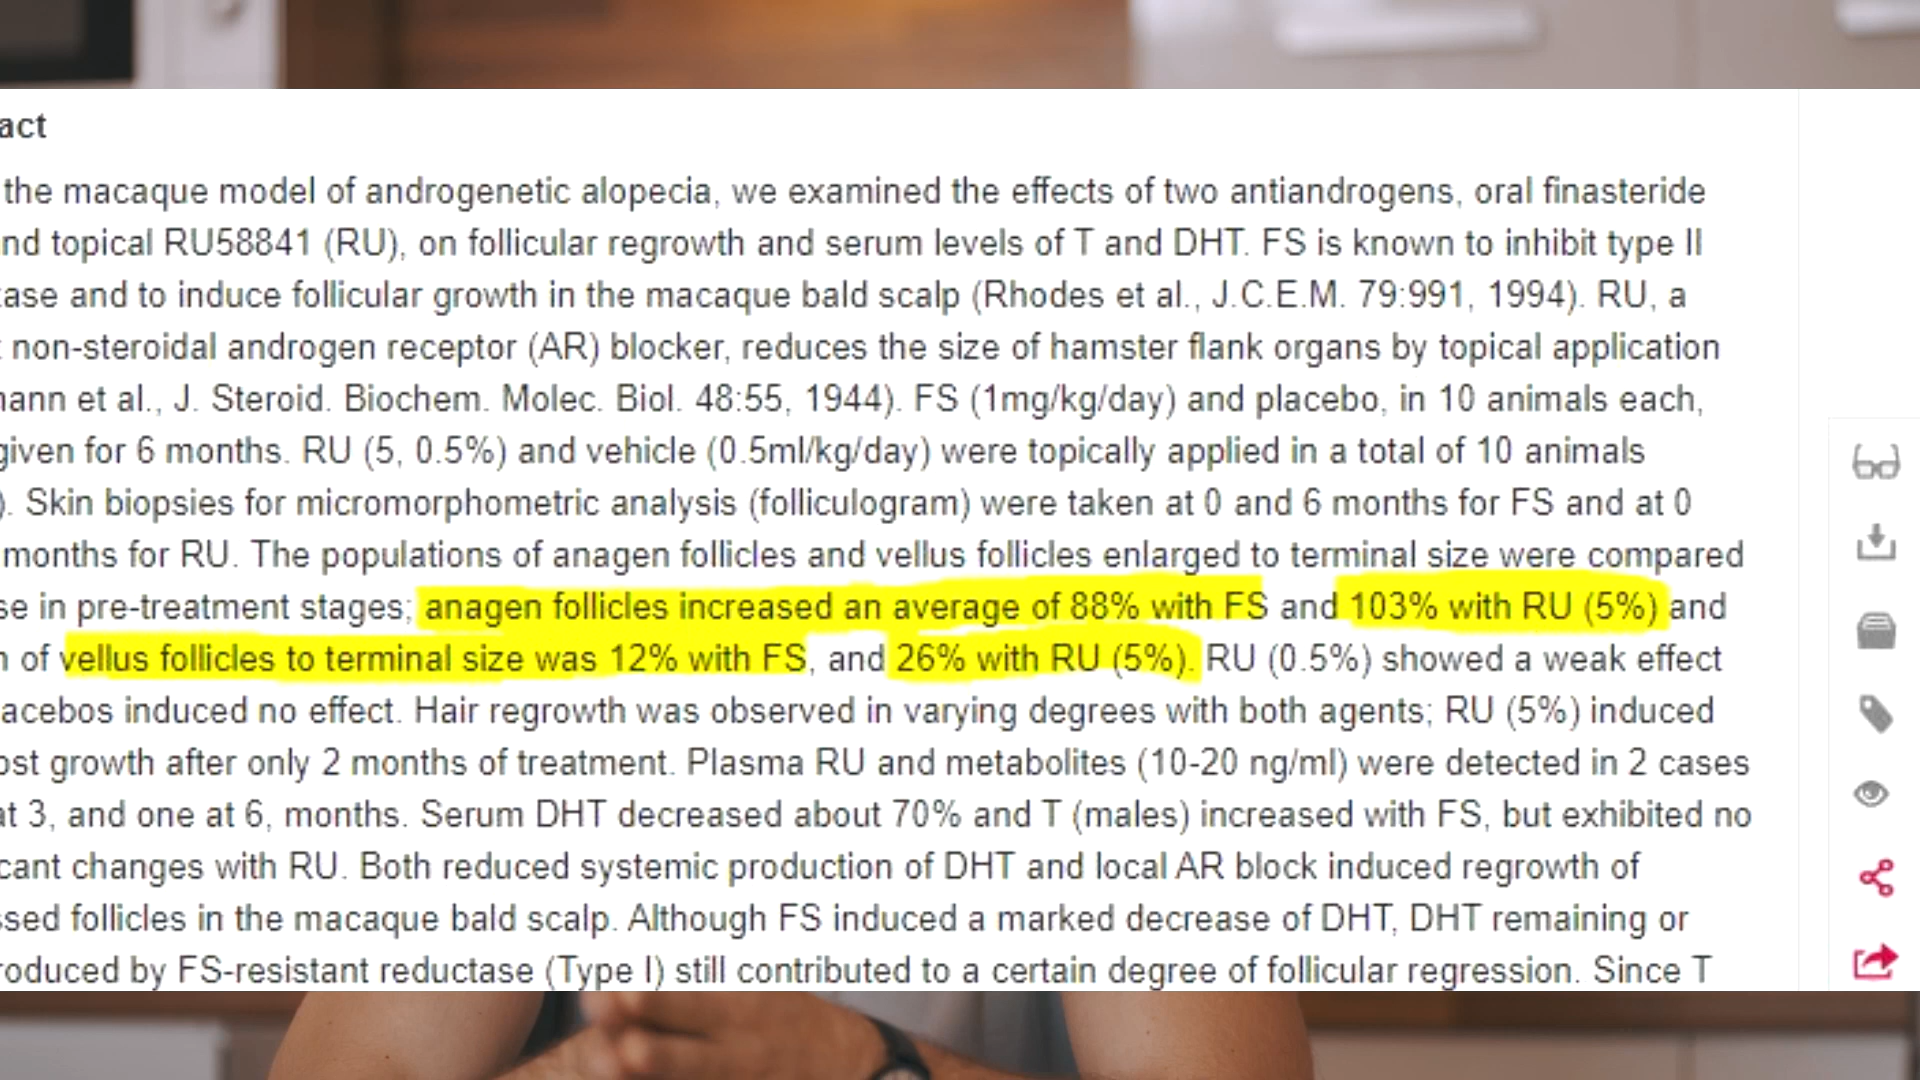 act
the macaque model of androgenetic alopecia, we examined the effects of two antiandrogens, oral finasteride
nd topical RU58841 (RU), on follicular regrowth and serum levels of T and DHT. FS is known to inhibit type II
tase and to induce follicular growth in the macaque bald scalp (Rhodes et al., J.C.E.M. 79:991, 1994). RU, a
non-steroidal androgen receptor (AR) blocker, reduces the size of hamster flank organs by topical application
mann et al., J. Steroid. Biochem. Molec. Biol. 48:55, 1944). FS (1mg/kg/day) and placebo, in 10 animals each,
given for 6 months. RU (5, 0.5%) and vehicle (0.5ml/kg/day) were topically applied in a total of 10 animals
). Skin biopsies for micromorphometric analysis (folliculogram) were taken at 0 and 6 months for FS and at 0
months for RU. The populations of anagen follicles and vellus follicles enlarged to terminal size were compared
se in pre-treatment stages; anagen follicles increased an average of 88% with FS and 103% with RU (5%) and
n of vellus follicles to terminal size was 12% with FS, and 26% with RU (5%). RU (0.5%) showed a weak effect
acebos induced no effect. Hair regrowth was observed in varying degrees with both agents; RU (5%) induced
ost growth after only 2 months of treatment. Plasma RU and metabolites (10-20 ng/ml) were detected in 2 cases
at 3, and one at 6, months. Serum DHT decreased about 70% and T (males) increased with FS, but exhibited no
cant changes with RU. Both reduced systemic production of DHT and local AR block induced regrowth of
ssed follicles in the macaque bald scalp. Although FS induced a marked decrease of DHT, DHT remaining or
roduced by FS-resistant reductase (Type I) still contributed to a certain degree of follicular regression. Since T